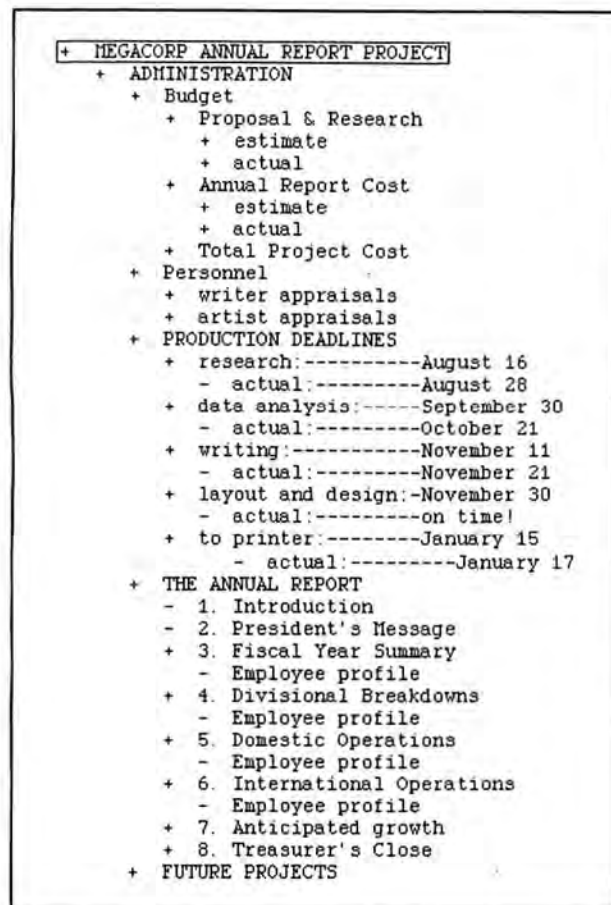 + MEGACORP ANNUAL REPORT PROJECT
+ ADMINISTRATION
+ Budget
+ Proposal & Research
+ estimate
+ actual
+ Annual Report Cost
+ estimate
+ actual
+ Total Project Cost
+ Personnel
+ writer appraisals
+ artist appraisals
+ PRODUCTION DEADLINES
+ research:----------August 16
- actual:---------August 28
+ data analysis:-----September 30
- actual:---------October 21
+ writing:-----------November 11
- actual:---------November 21
+ layout and design:-November 30
- actual:---------on time!
+ to printer:--------January 15
- actual:---------January 17
+ THE ANNUAL REPORT
- 1. Introduction
- 2. President's Message
+ 3. Fiscal Year Summary
- Employee profile
+ 4. Divisional Breakdowns
- Employee profile
+ 5. Domestic Operations
- Employee profile
+ 6. International Operations
- Employee profile
+ 7. Anticipated growth
+ 8. Treasurer's Close
+ FUTURE PROJECTS